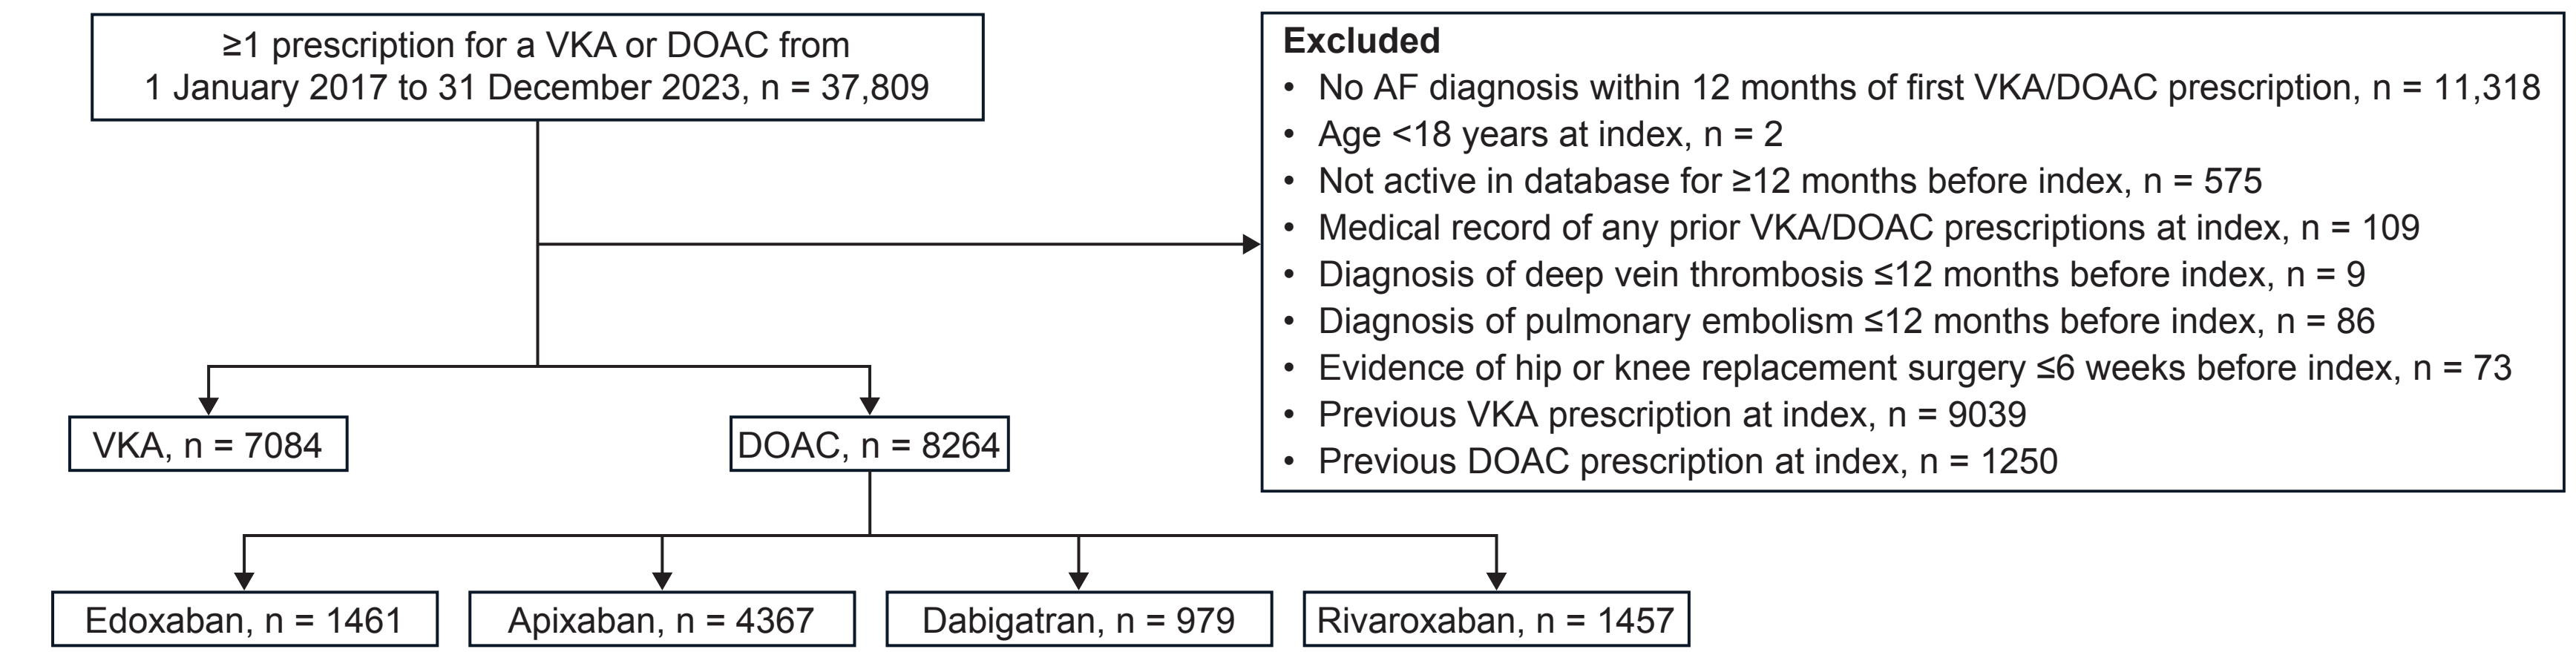 ≥1 prescription for a VKA or DOAC from
1 January 2017 to 31 December 2023, n = 37,809
Excluded
• No AF diagnosis within 12 months of first VKA/DOAC prescription, n = 11,318
• Age <18 years at index, n = 2
• Not active in database for ≥12 months before index, n = 575
• Medical record of any prior VKA/DOAC prescriptions at index, n = 109
• Diagnosis of deep vein thrombosis ≤12 months before index, n = 9
• Diagnosis of pulmonary embolism ≤12 months before index, n = 86
• Evidence of hip or knee replacement surgery ≤6 weeks before index, n = 73
• Previous VKA prescription at index, n = 9039
• Previous DOAC prescription at index, n = 1250
VKA, n = 7084
DOAC, n = 8264
Edoxaban, n = 1461
Apixaban, n = 4367
Dabigatran, n = 979
Rivaroxaban, n = 1457